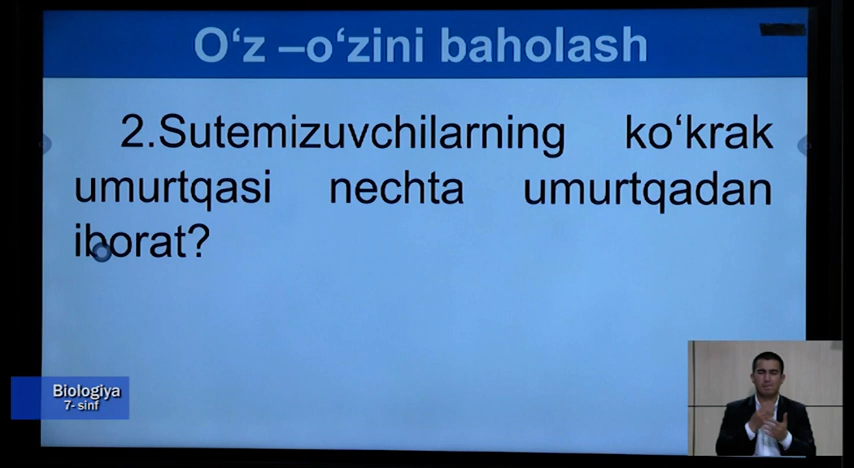 O‘z –o‘zini baholash
2.Sutemizuvchilarning ko‘krak
umurtqasi nechta umurtqadan
iborat?
Biologiya
7- sinf